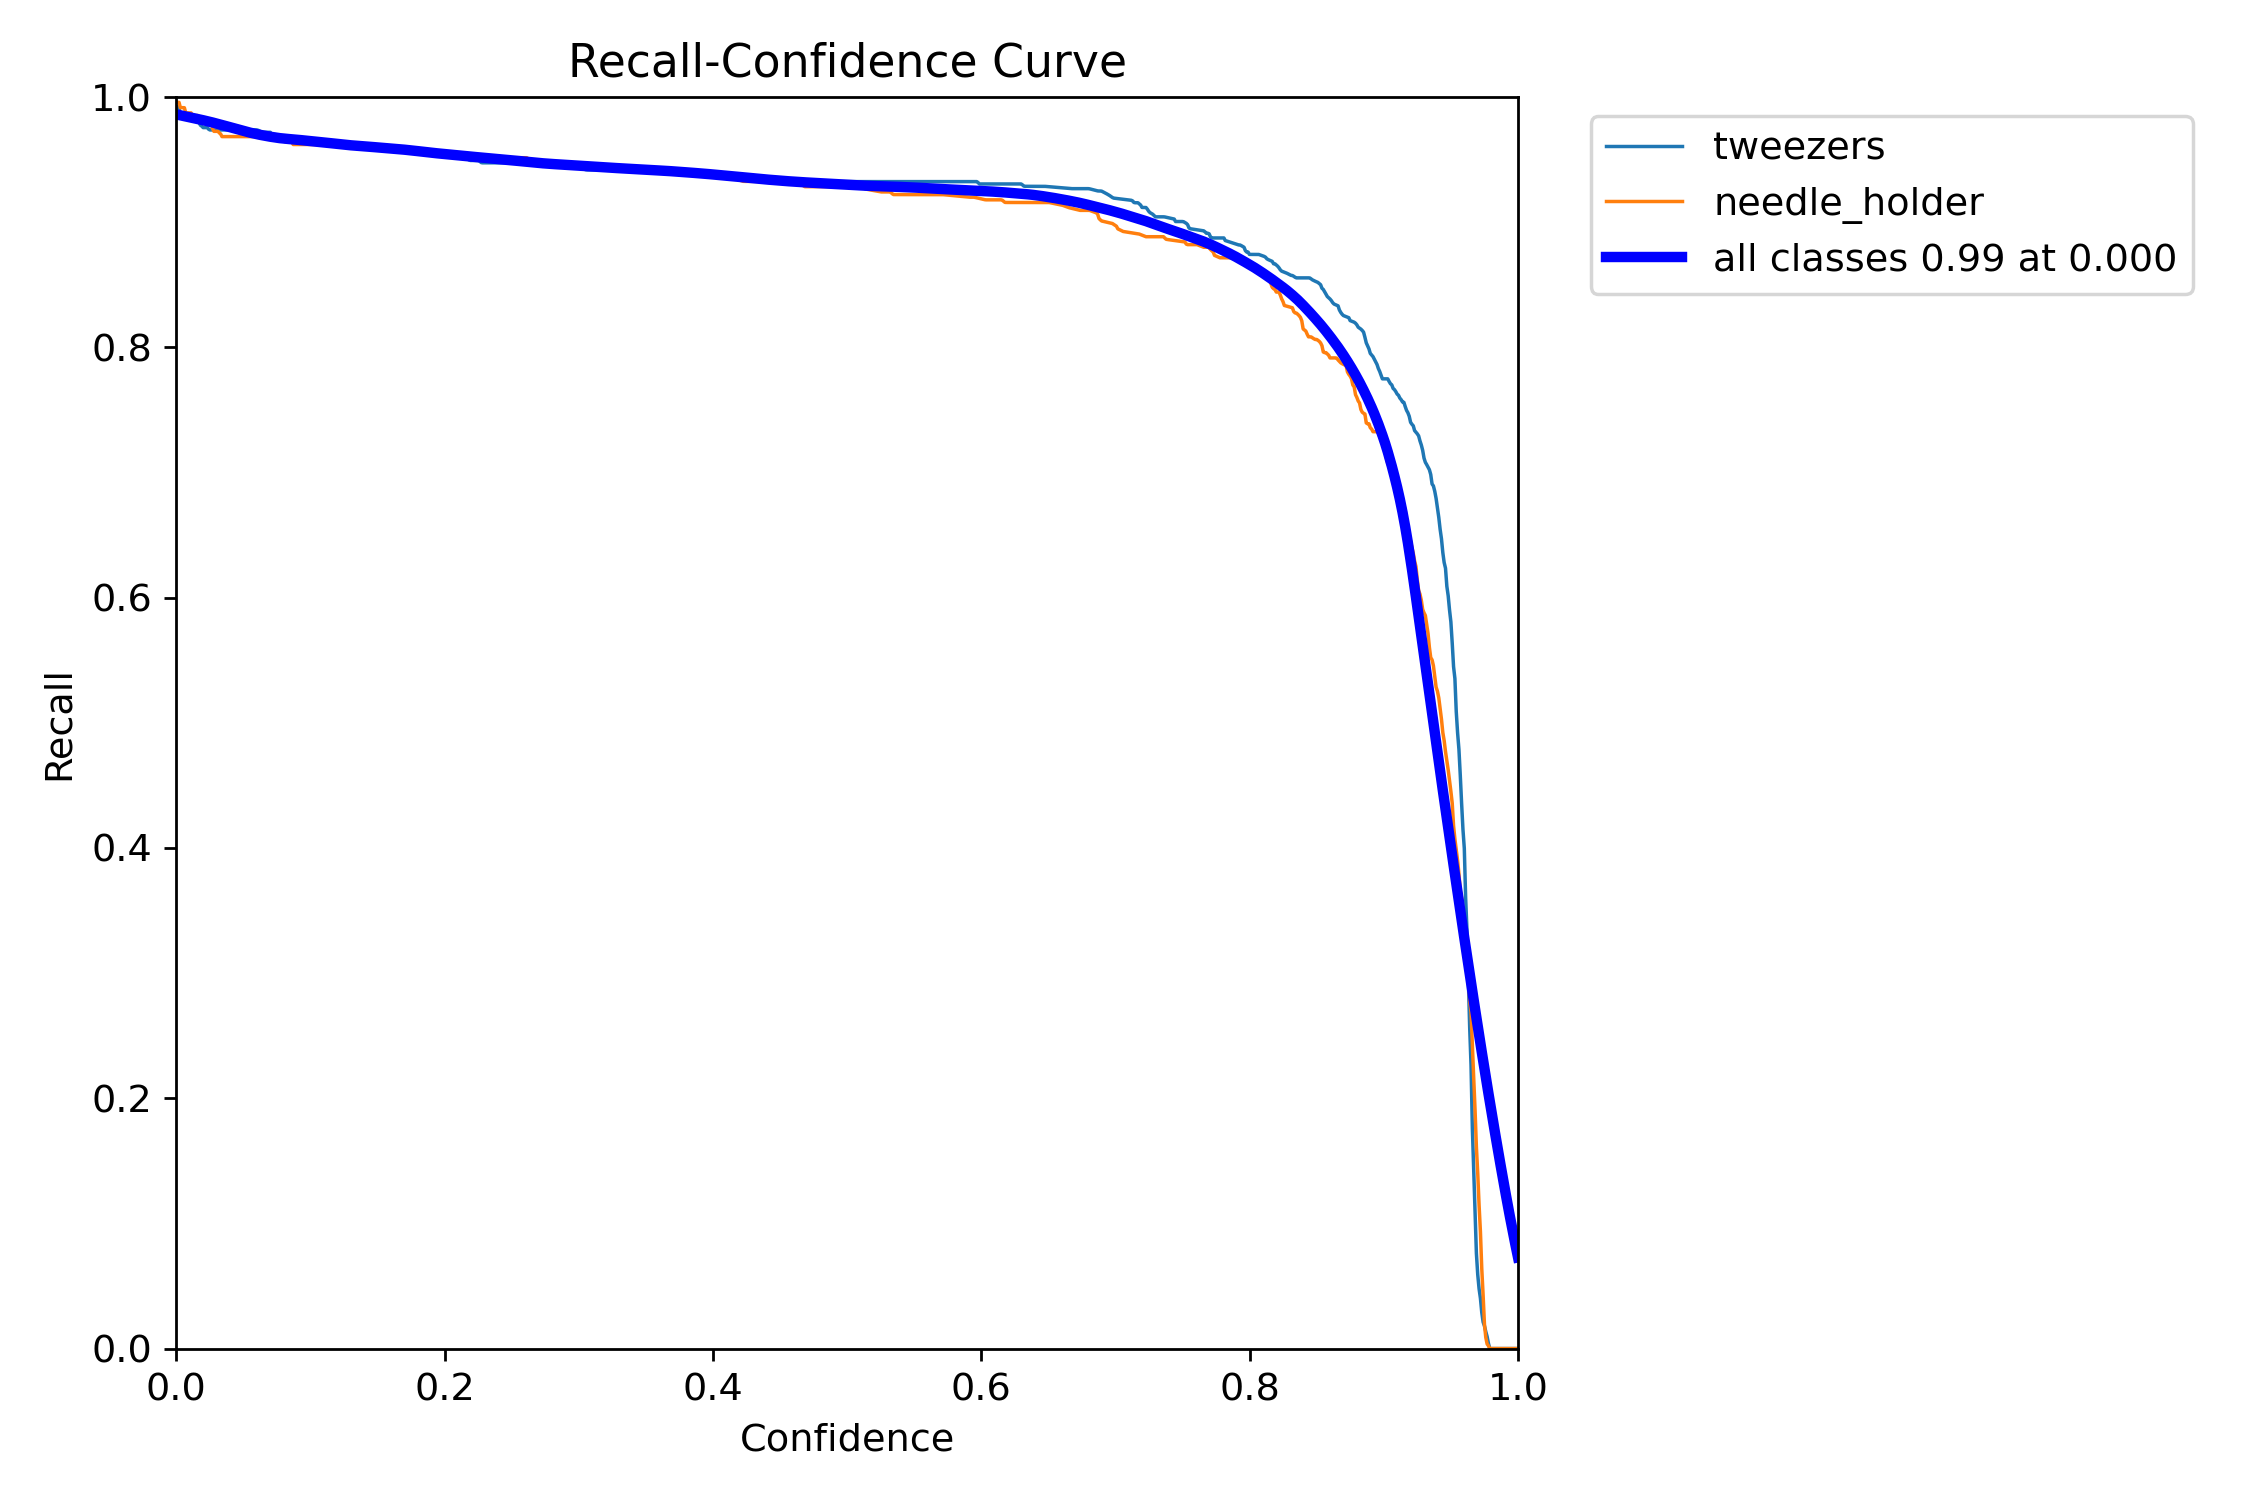 Recall-Confidence Curve
1.0
0.8
0.6
0.4
0.2
0.0
Recall
0.0 0.2 0.4 0.6 0.8 1.0
Confidence
tweezers
needle_holder
all classes 0.99 at 0.000